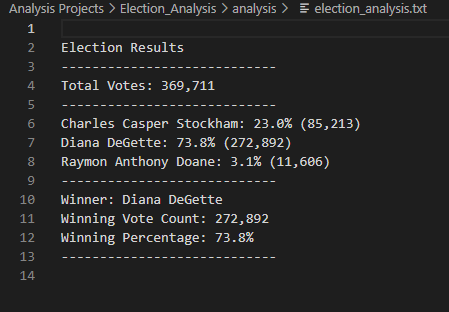 Analysis Projects > Election_Analysis > analysis > election_analysis.txt
1
2 Election Results
3 ----------------------------
4 Total Votes: 369,711
5 ----------------------------
6 Charles Casper Stockham: 23.0% (85,213)
7 Diana DeGette: 73.8% (272,892)
8 Raymon Anthony Doane: 3.1% (11,606)
9 ----------------------------
10 Winner: Diana DeGette
11 Winning Vote Count: 272,892
12 Winning Percentage: 73.8%
13 ----------------------------
14